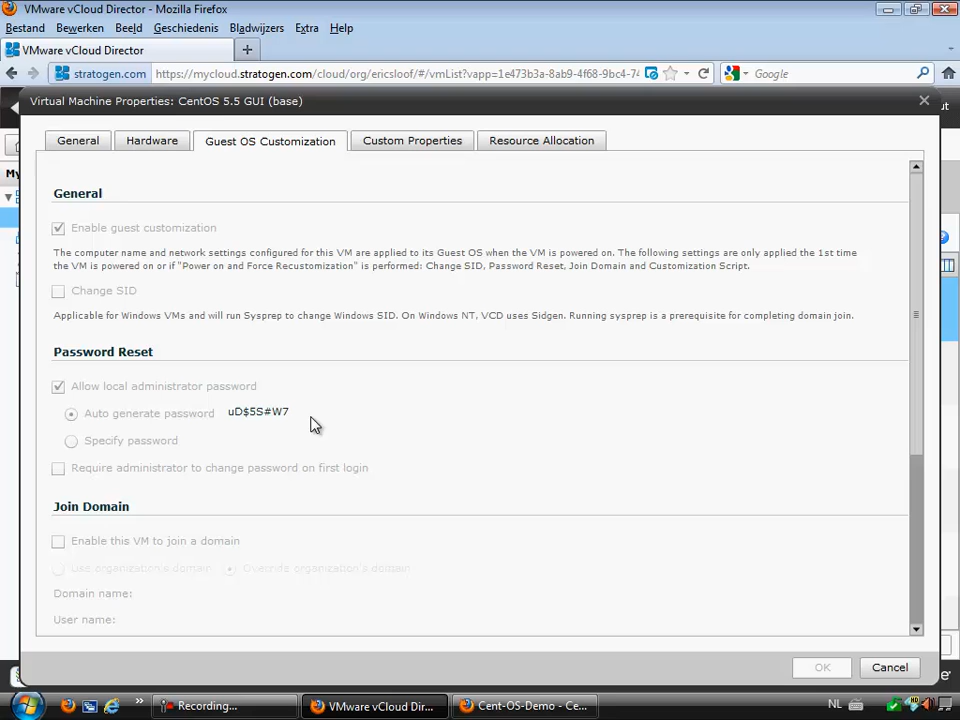 VMware vCloud Director - Mozilla Firefox
Bestand Bewerken Beeld Geschiedenis Bladwijzers Extra Help
VMware vCloud Director
stratogen.com https://mycloud.stratogen.com/cloud/org/ericsloof/#/vmList?vapp=1e473b3a-8ab9-4f68-9bc4-74 Google
Virtual Machine Properties: CentOS 5.5 GUI (base)
General Hardware Guest OS Customization Custom Properties Resource Allocation
My
General
Enable guest customization
The computer name and network settings configured for this VM are applied to its Guest OS when the VM is powered on. The following settings are only applied the 1st time
the VM is powered on or if "Power on and Force Recustomization" is performed: Change SID, Password Reset, Join Domain and Customization Script.
Change SID
Applicable for Windows VMs and will run Sysprep to change Windows SID. On Windows NT, VCD uses Sidgen. Running sysprep is a prerequisite for completing domain join.
Password Reset
Allow local administrator password
Auto generate password uD$5S#W7
Specify password
Require administrator to change password on first login
Join Domain
Enable this VM to join a domain
Use organization's domain Override organization's domain
Domain name:
User name:
OK Cancel
Recording... VMware vCloud Dir... Cent-OS-Demo - Ce... NL